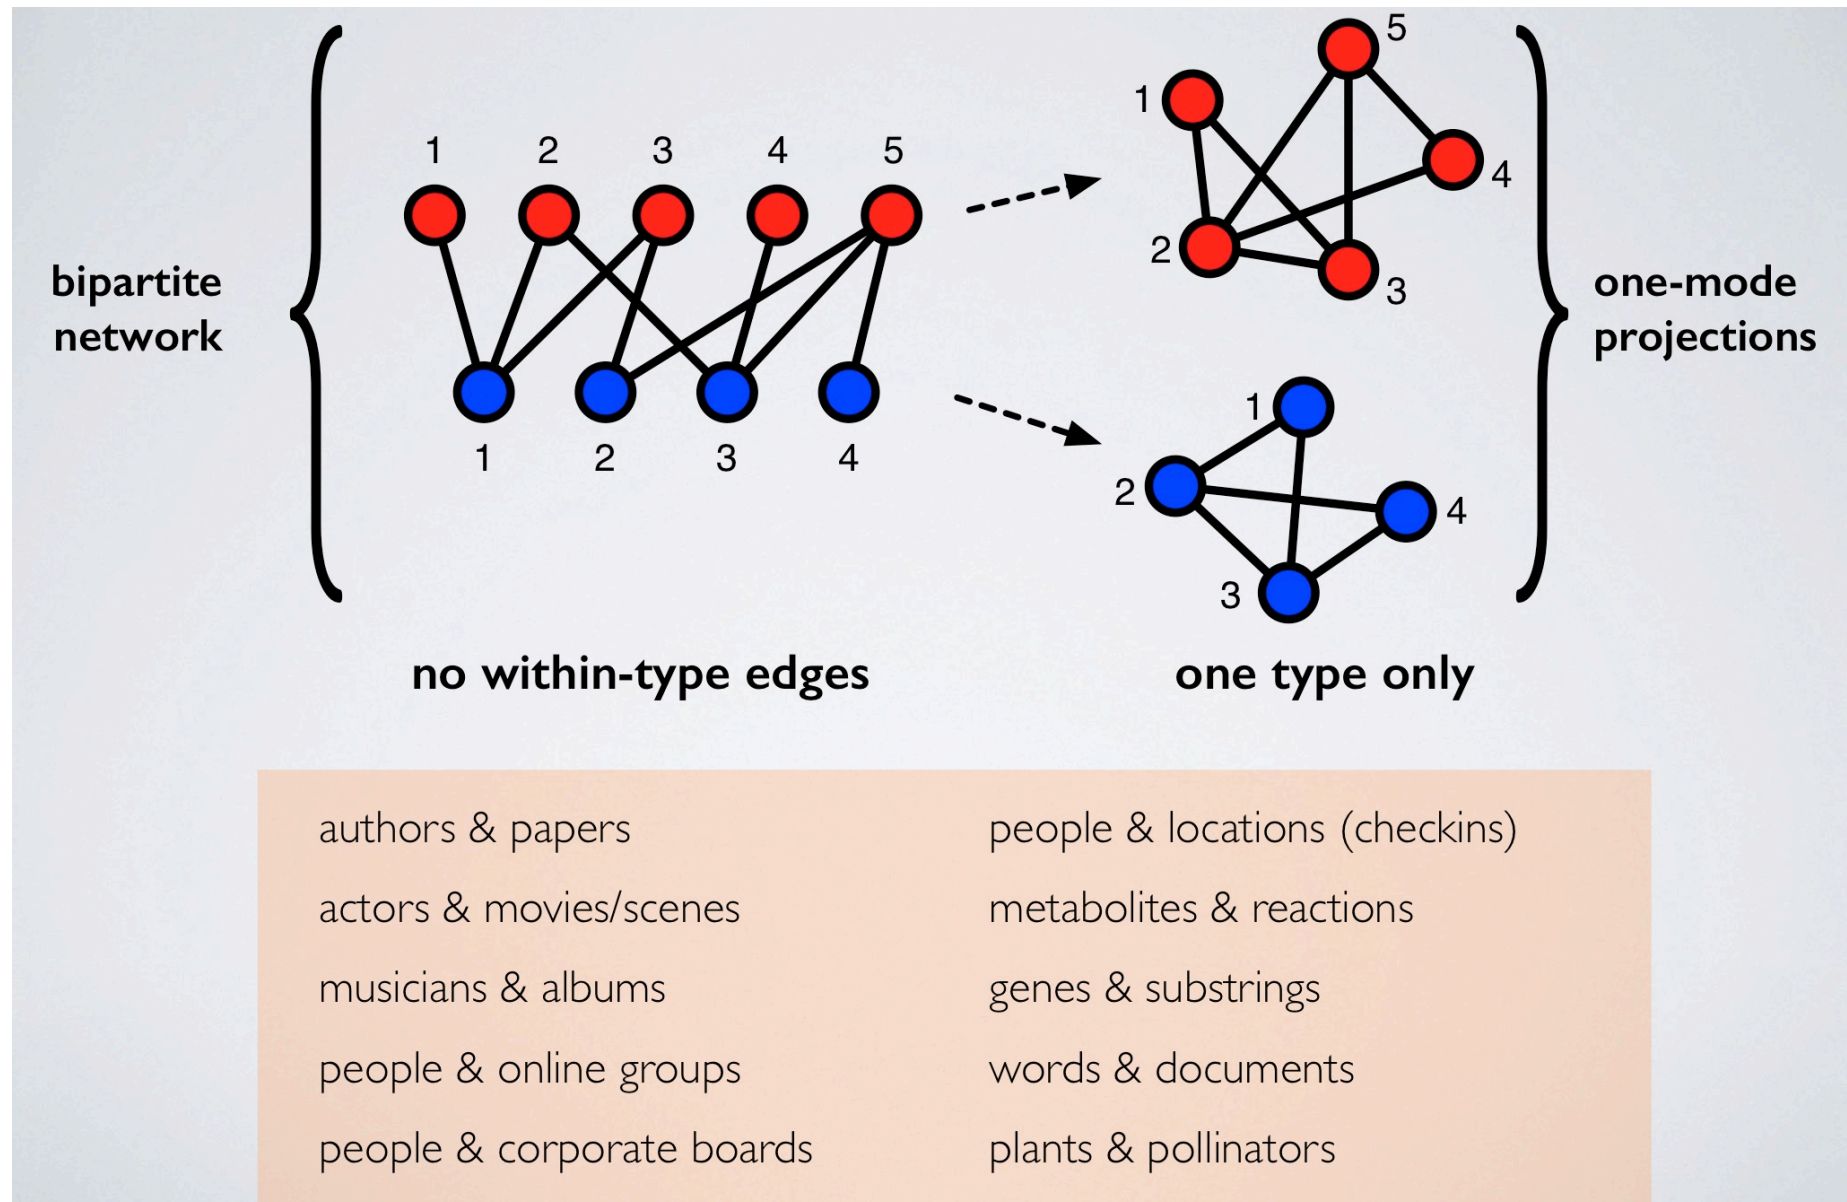 bipartite
network
1 2 3 4 5
1 2 3 4
5
1
4
2
3
1
2
4
3
one-mode
projections
no within-type edges
one type only
authors & papers
actors & movies/scenes
musicians & albums
people & online groups
people & corporate boards
people & locations (checkins)
metabolites & reactions
genes & substrings
words & documents
plants & pollinators